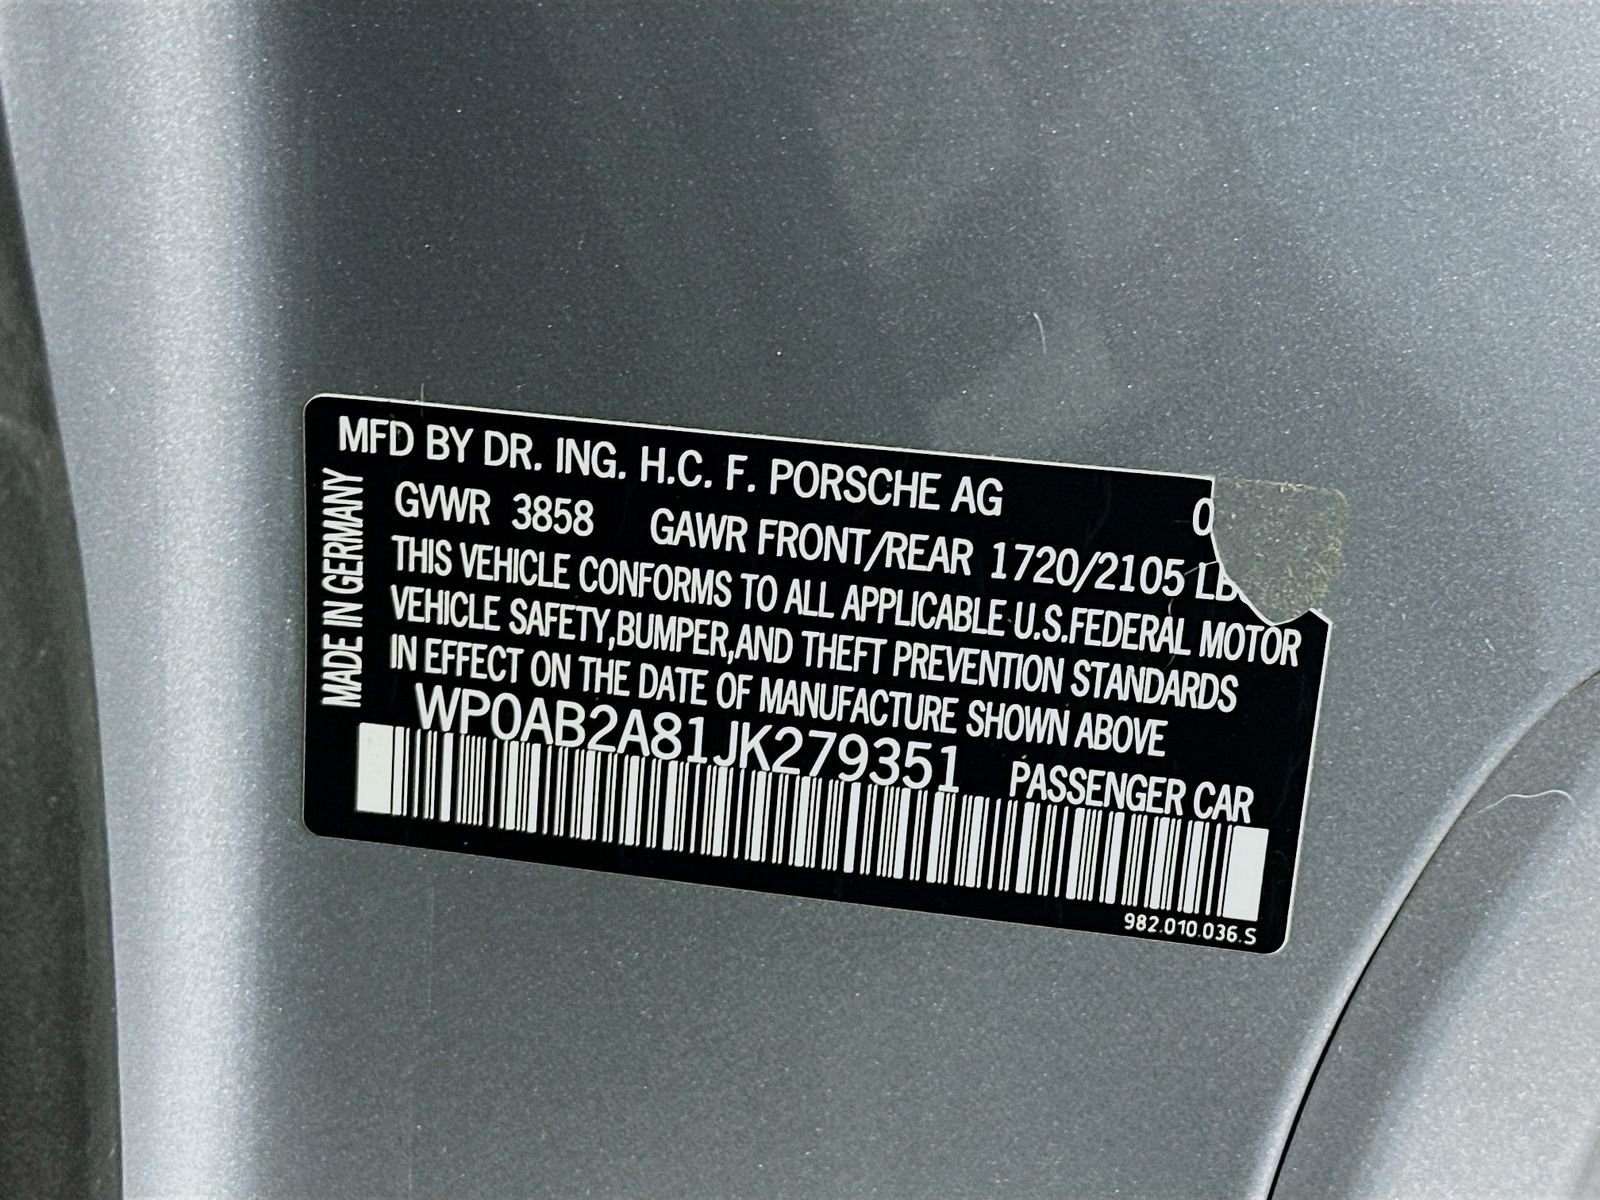 MFD BY DR. ING. H.C. F. PORSCHE AG 0
GVWR 3858 GAWR FRONT/REAR 1720/2105
THIS VEHICLE CONFORMS TO ALL APPLICABLE U.S.FEDERAL MOTOR
VEHICLE SAFETY,BUMPER,AND THEFT PREVENTION STANDARDS
IN EFFECT ON THE DATE OF MANUFACTURE SHOWN ABOVE
WP0AB2A81JK279351 PASSENGER CAR
982.010.036.S
MADE IN GERMANY